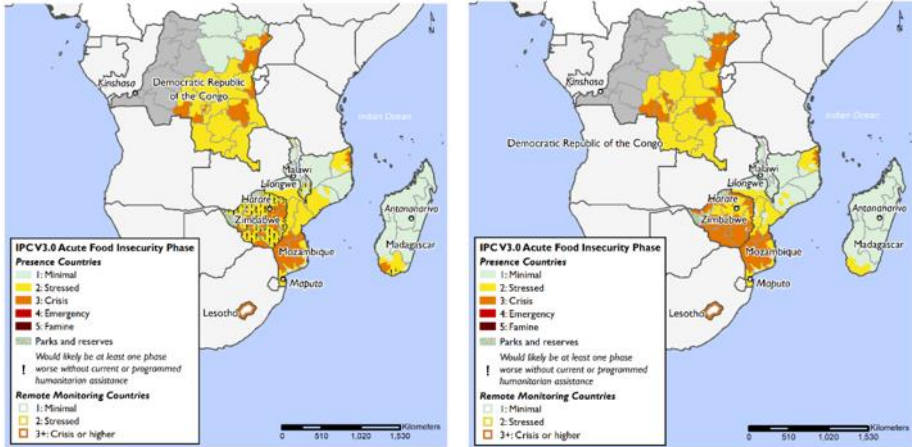 N
Kinshasa
Democratic Republic
of the Congo
Indian Ocean
Malawi
Lilongwe
Harare
Zimbabwe
Antananarivo
Madagascar
Mozambique
Maputo
Lesotho
IPC V3.0 Acute Food Insecurity Phase
Presence Countries
1: Minimal
2: Stressed
3: Crisis
4: Emergency
5: Famine
Parks and reserves
Would likely be at least one phase
! worse without current or programmed
humanitarian assistance
Remote Monitoring Countries
1: Minimal
2: Stressed
3+: Crisis or higher
Kilometers
0 510 1,020 1,530
N
Kinshasa
Indian Ocean
Democratic Republic of the Congo
Malawi
Lilongwe
Harare
Zimbabwe
Antananarivo
Madagascar
Mozambique
Maputo
Lesotho
IPC V3.0 Acute Food Insecurity Phase
Presence Countries
1: Minimal
2: Stressed
3: Crisis
4: Emergency
5: Famine
Parks and reserves
Would likely be at least one phase
! worse without current or programmed
humanitarian assistance
Remote Monitoring Countries
1: Minimal
2: Stressed
3+: Crisis or higher
Kilometers
0 510 1,020 1,530